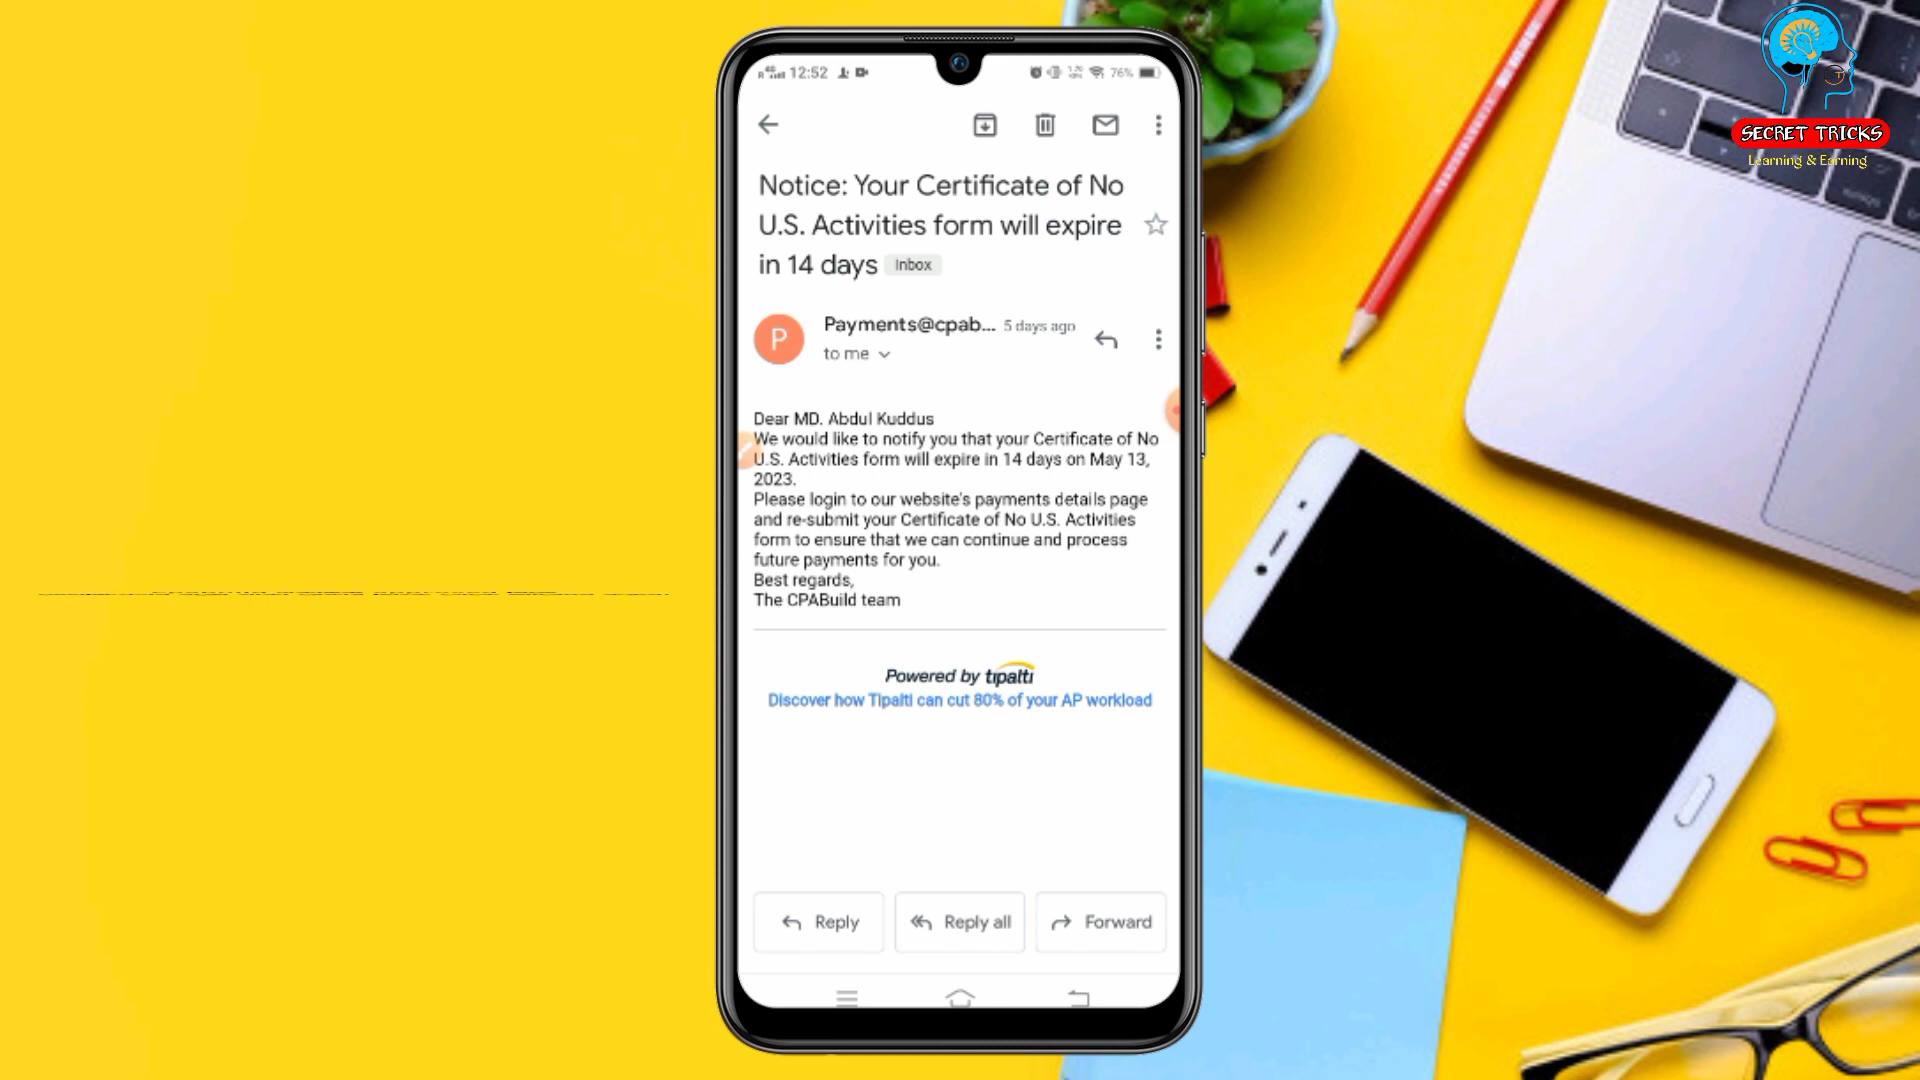 12:52
76%
SECRET TRICKS
Learning & Earning
Notice: Your Certificate of No
U.S. Activities form will expire
in 14 days Inbox
P
Payments@cpab... 5 days ago
to me
Dear MD. Abdul Kuddus
We would like to notify you that your Certificate of No
U.S. Activities form will expire in 14 days on May 13,
2023.
Please login to our website's payments details page
and re-submit your Certificate of No U.S. Activities
form to ensure that we can continue and process
future payments for you.
Best regards,
The CPABuild team
Powered by tipalti
Discover how Tipalti can cut 80% of your AP workload
Reply
Reply all
Forward